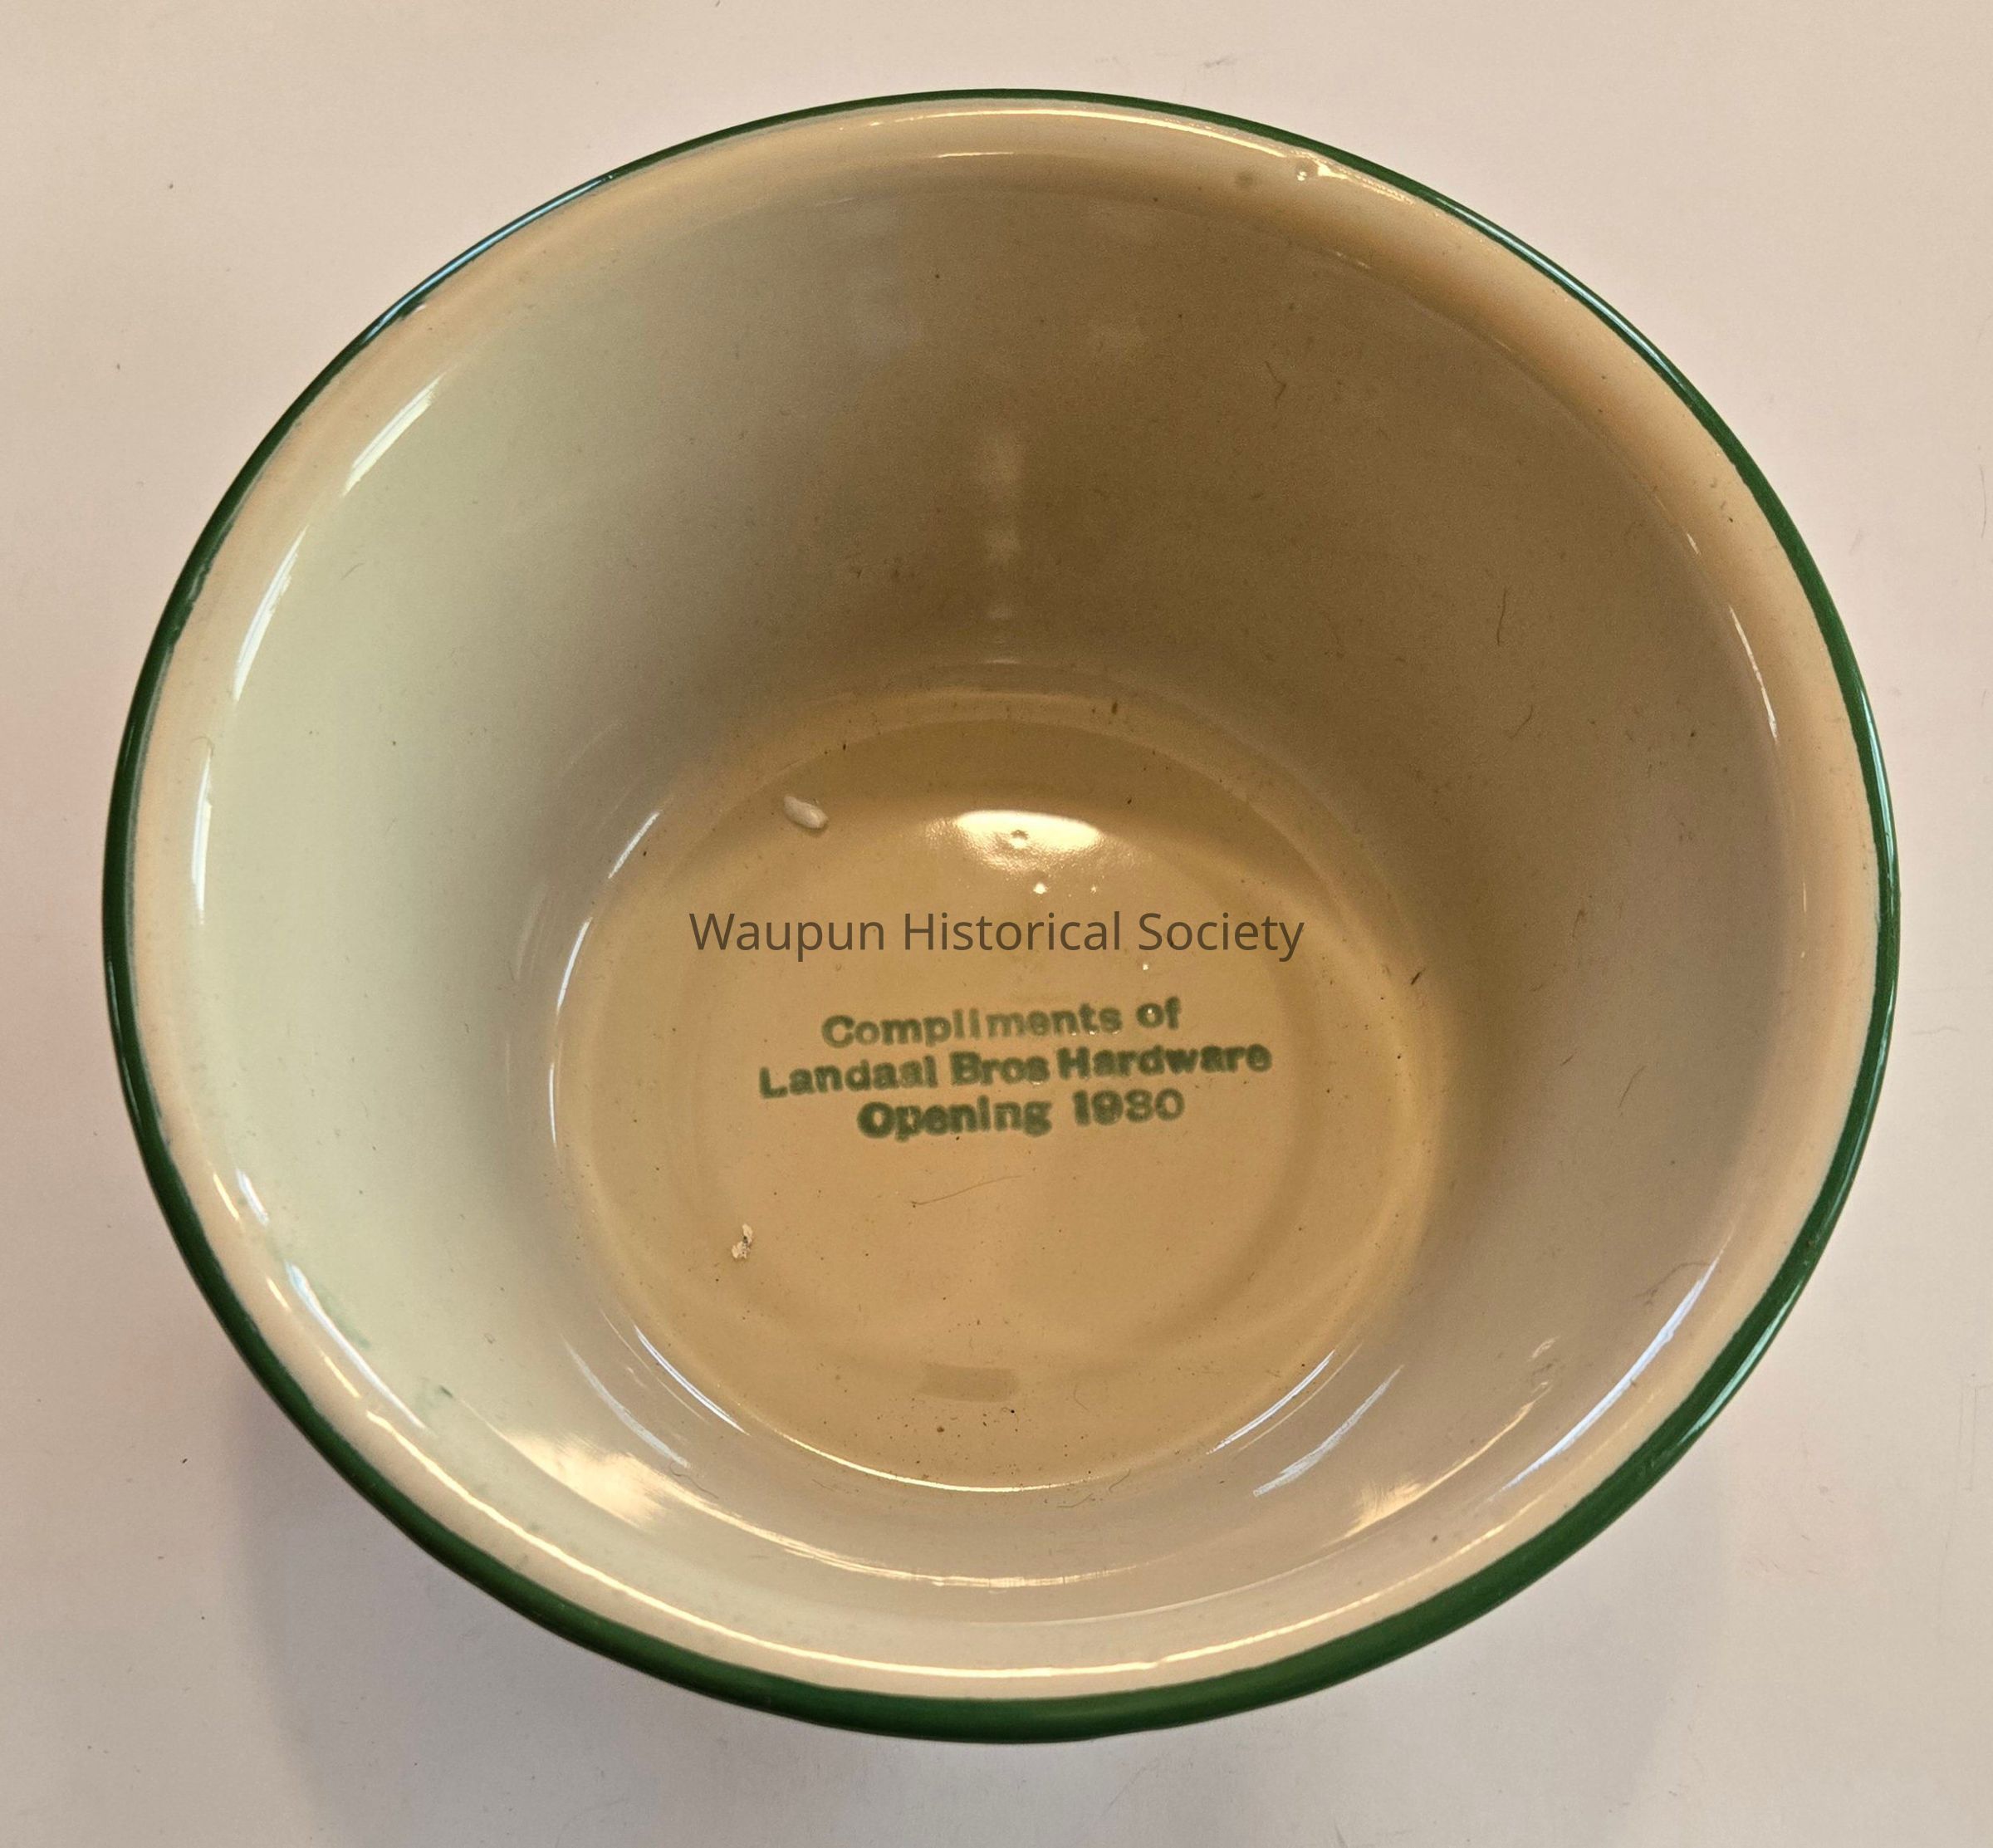 Waupun Historical Society
Compliments of
Landaal Bros Hardware
Opening 1930